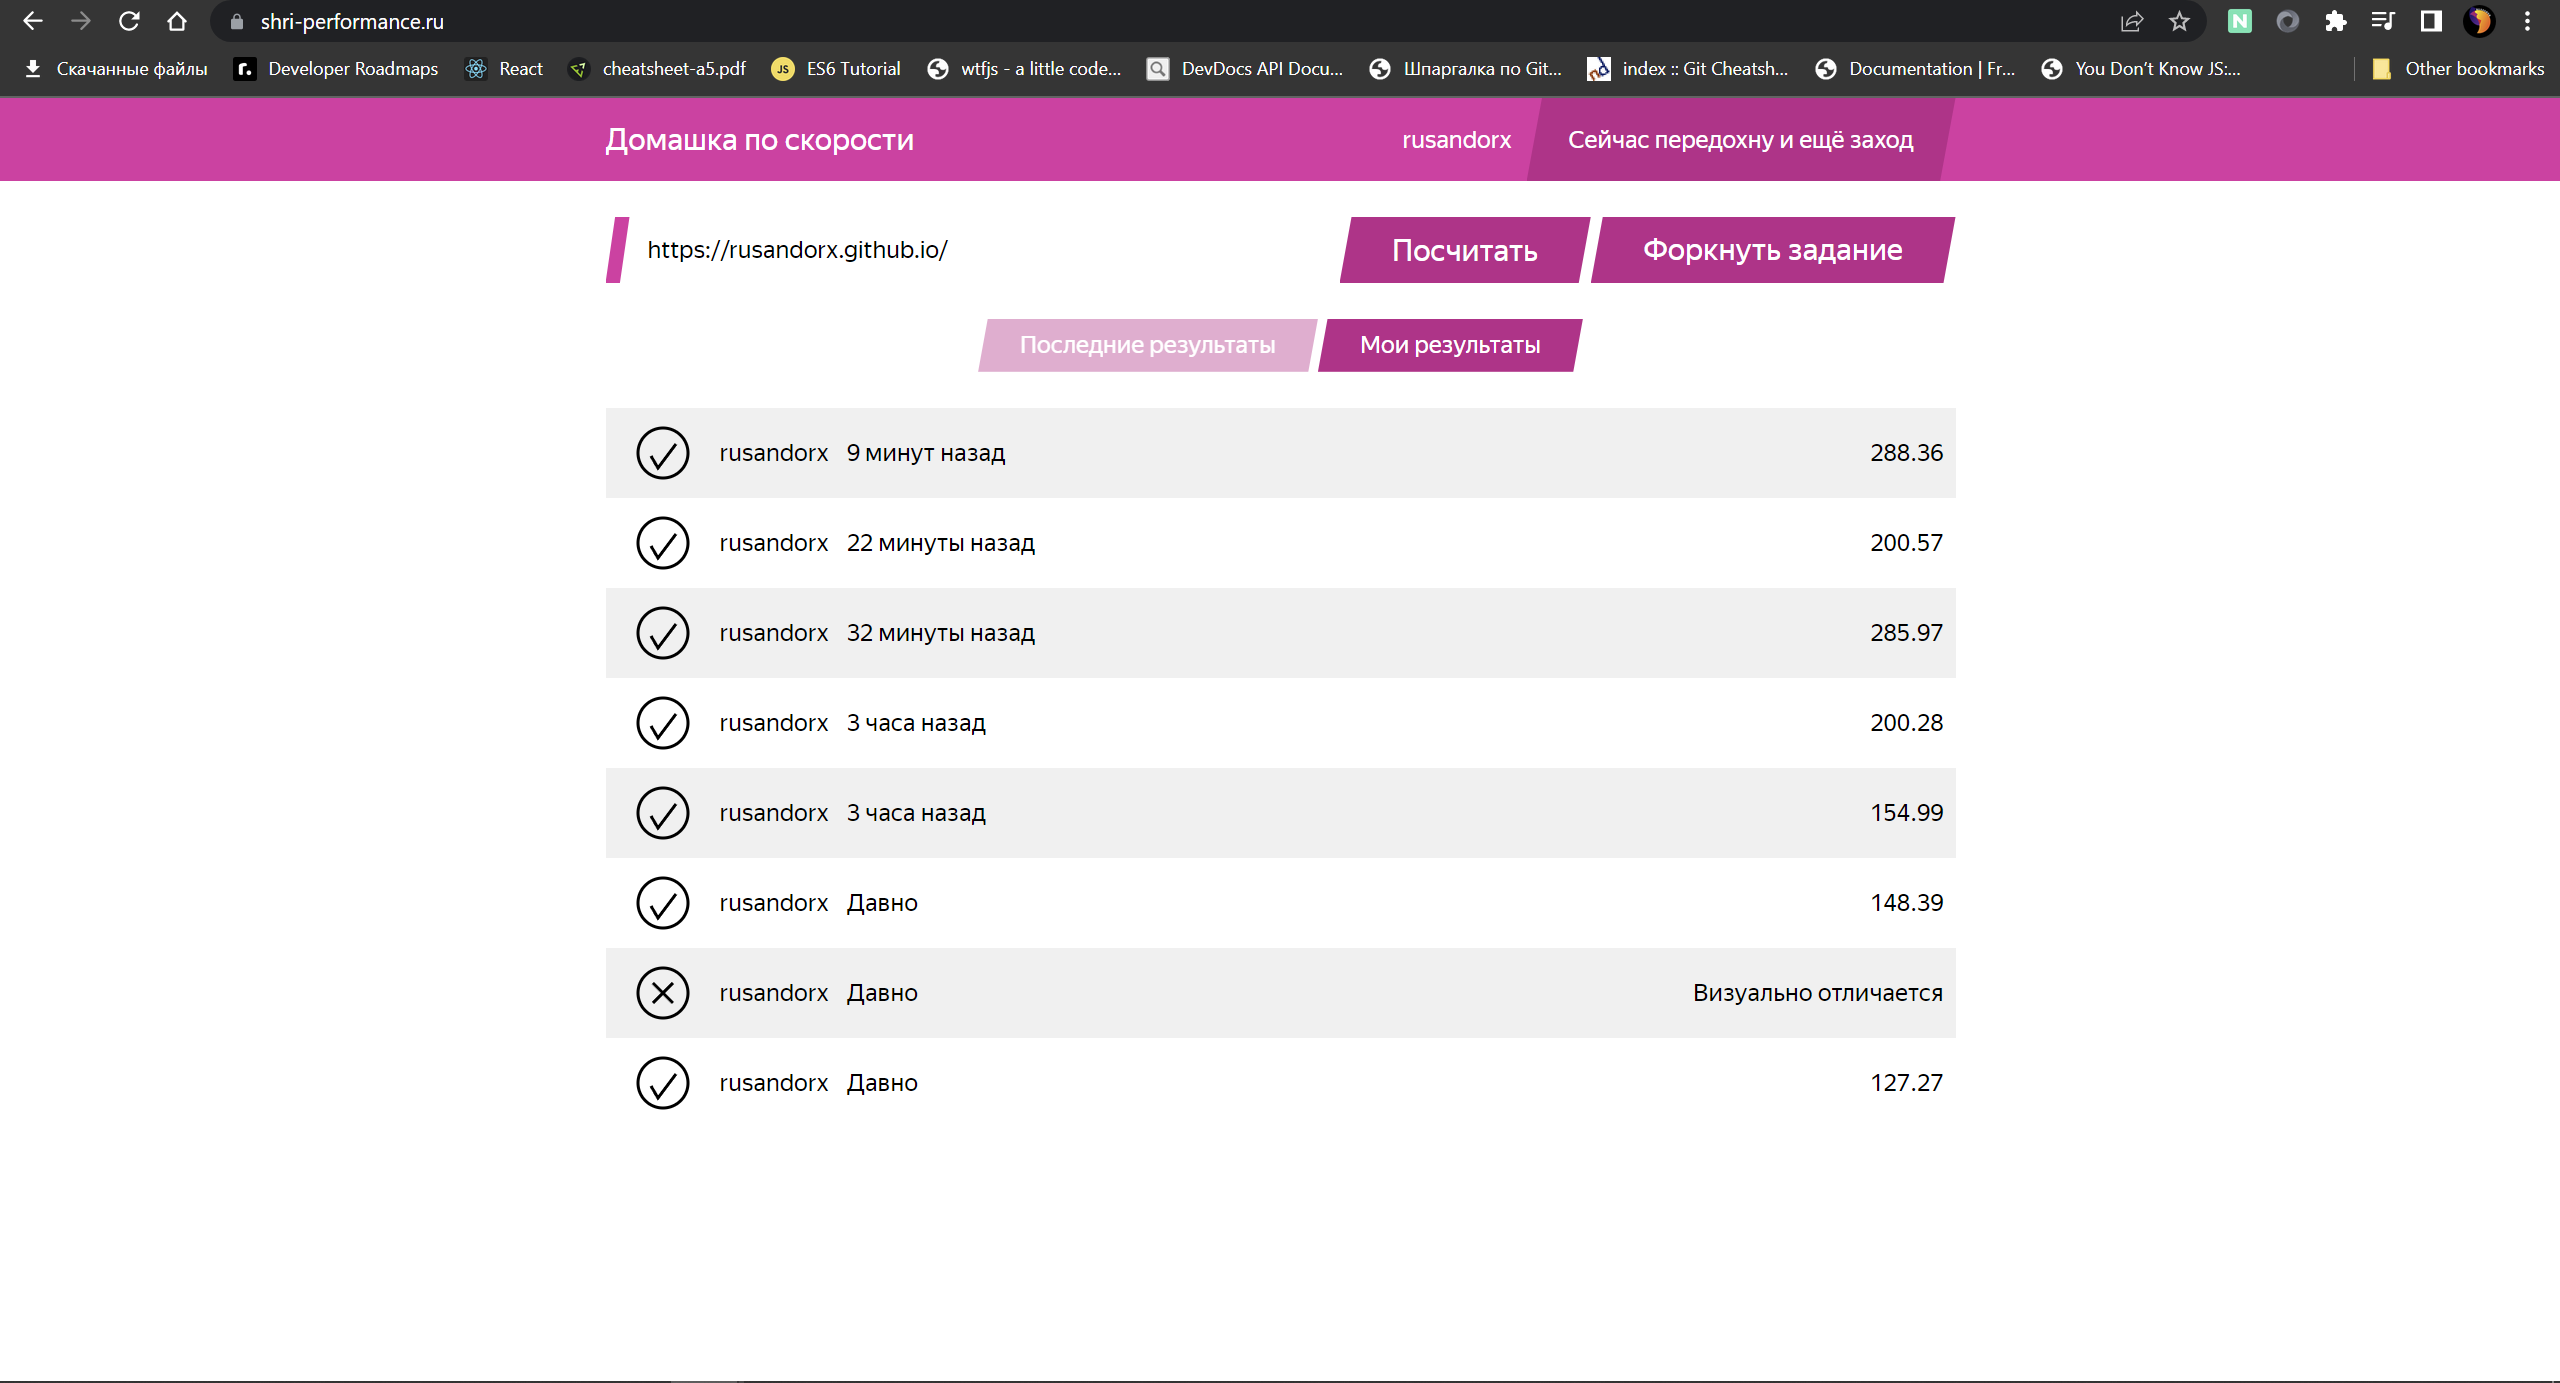 shri-performance.ru
Скачанные файлы Developer Roadmaps React cheatsheet-a5.pdf JS ES6 Tutorial wtfjs - a little code... DevDocs API Docu... Шпаргалка по Git... index :: Git Cheatsh... Documentation | Fr... You Don’t Know JS:... Other bookmarks
Домашка по скорости rusandorx Сейчас передохну и ещё заход
https://rusandorx.github.io/ Посчитать Форкнуть задание
Последние результаты Мои результаты
rusandorx 9 минут назад 288.36
rusandorx 22 минуты назад 200.57
rusandorx 32 минуты назад 285.97
rusandorx 3 часа назад 200.28
rusandorx 3 часа назад 154.99
rusandorx Давно 148.39
rusandorx Давно Визуально отличается
rusandorx Давно 127.27